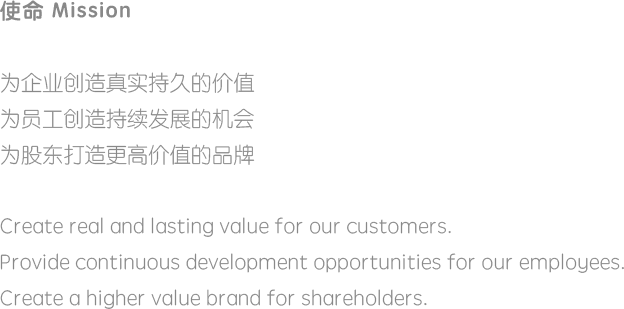 使命 Mission
为企业创造真实持久的价值
为员工创造持续发展的机会
为股东打造更高价值的品牌
Create real and lasting value for our customers.
Provide continuous development opportunities for our employees.
Create a higher value brand for shareholders.